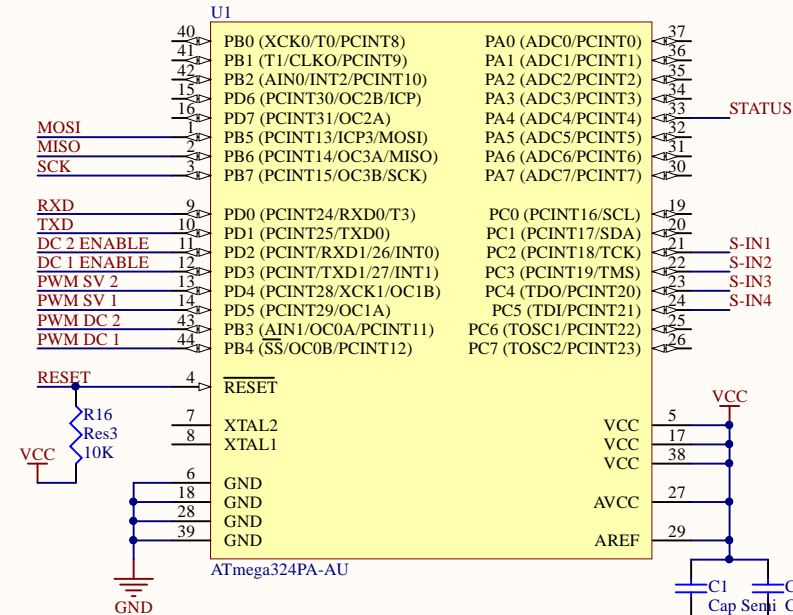 U1
40 PB0 (XCK0/T0/PCINT8) PA0 (ADC0/PCINT0) 37
41 PB1 (T1/CLKO/PCINT9) PA1 (ADC1/PCINT1) 36
42 PB2 (AIN0/INT2/PCINT10) PA2 (ADC2/PCINT2) 35
15 PD6 (PCINT30/OC2B/ICP) PA3 (ADC3/PCINT3) 34
16 PD7 (PCINT31/OC2A) PA4 (ADC4/PCINT4) 33 STATUS
MOSI 1 PB5 (PCINT13/ICP3/MOSI) PA5 (ADC5/PCINT5) 32
MISO 2 PB6 (PCINT14/OC3A/MISO) PA6 (ADC6/PCINT6) 31
SCK 3 PB7 (PCINT15/OC3B/SCK) PA7 (ADC7/PCINT7) 30
RXD 9 PD0 (PCINT24/RXD0/T3) PC0 (PCINT16/SCL) 19
TXD 10 PD1 (PCINT25/TXD0) PC1 (PCINT17/SDA) 20
DC 2 ENABLE 11 PD2 (PCINT/RXD1/26/INT0) PC2 (PCINT18/TCK) 21 S-IN1
DC 1 ENABLE 12 PD3 (PCINT/TXD1/27/INT1) PC3 (PCINT19/TMS) 22 S-IN2
PWM SV 2 13 PD4 (PCINT28/XCK1/OC1B) PC4 (TDO/PCINT20) 23 S-IN3
PWM SV 1 14 PD5 (PCINT29/OC1A) PC5 (TDI/PCINT21) 24 S-IN4
PWM DC 2 43 PB3 (AIN1/OC0A/PCINT11) PC6 (TOSC1/PCINT22) 25
PWM DC 1 44 PB4 (SS/OC0B/PCINT12) PC7 (TOSC2/PCINT23) 26
RESET 4 RESET
R16
Res3
10K
VCC
7 XTAL2
8 XTAL1
VCC
VCC 5
VCC 17
VCC 38
6 GND
18 GND AVCC 27
28 GND
39 GND AREF 29
ATmega324PA-AU
GND
C1
Cap Semi